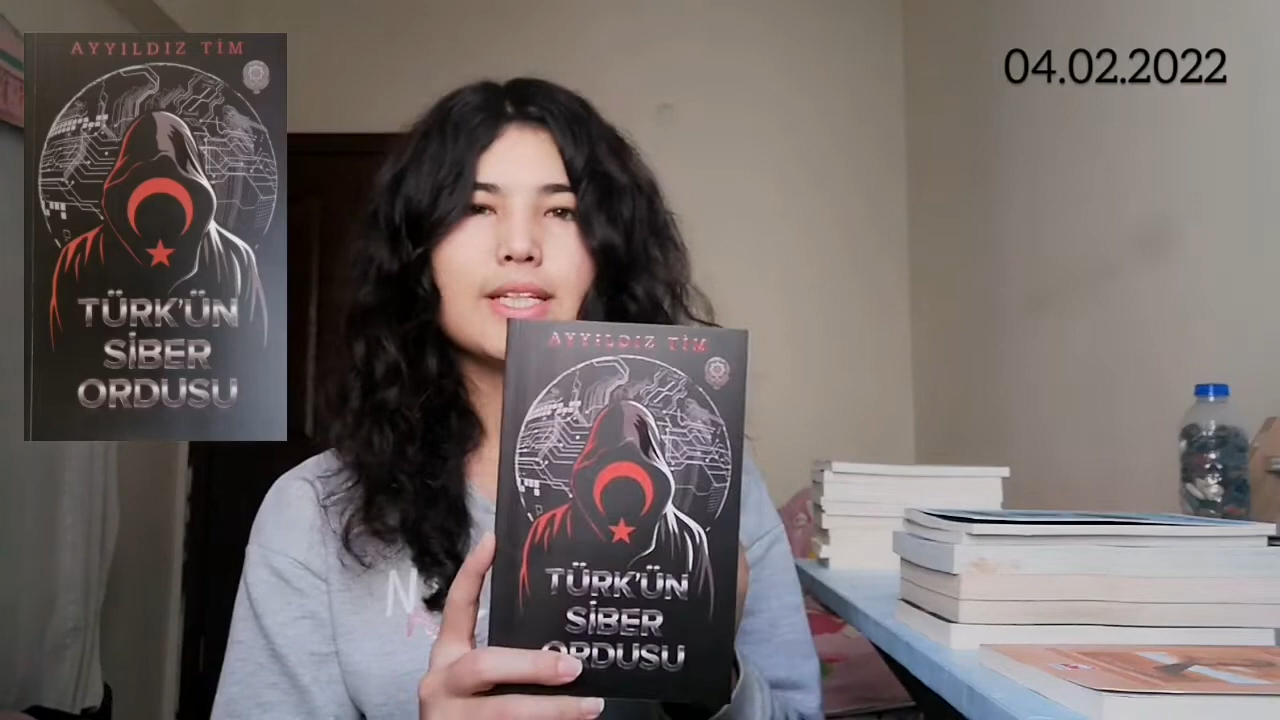 AYYILDIZ TİM
TÜRK'ÜN
SİBER
ORDUSU
04.02.2022
AYYILDIZ TİM
TÜRK'ÜN
SİBER
ORDUSU
N